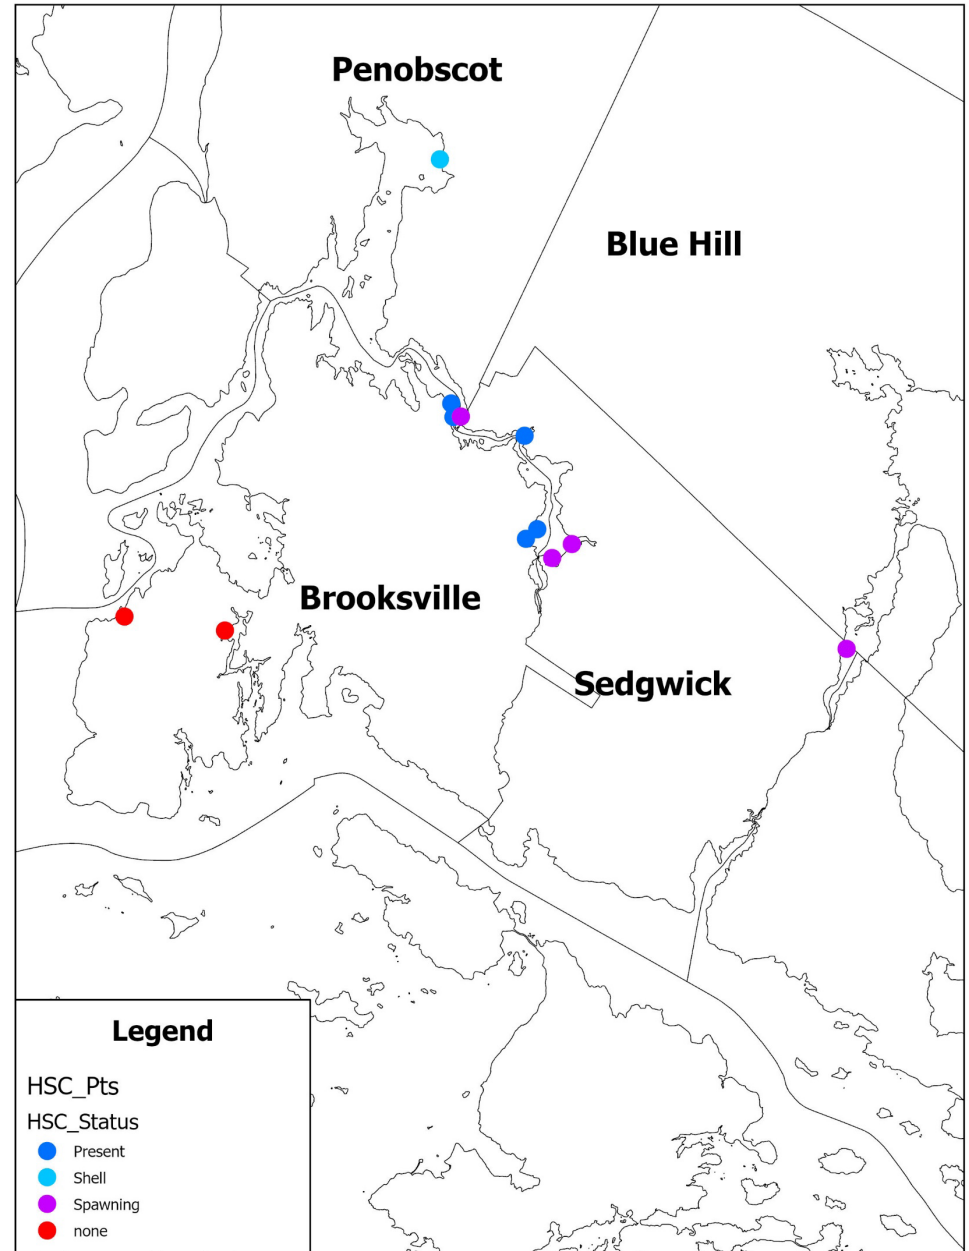 Penobscot
Blue Hill
Brooksville
Sedgwick
Legend
HSC_Pts
HSC_Status
Present
Shell
Spawning
none